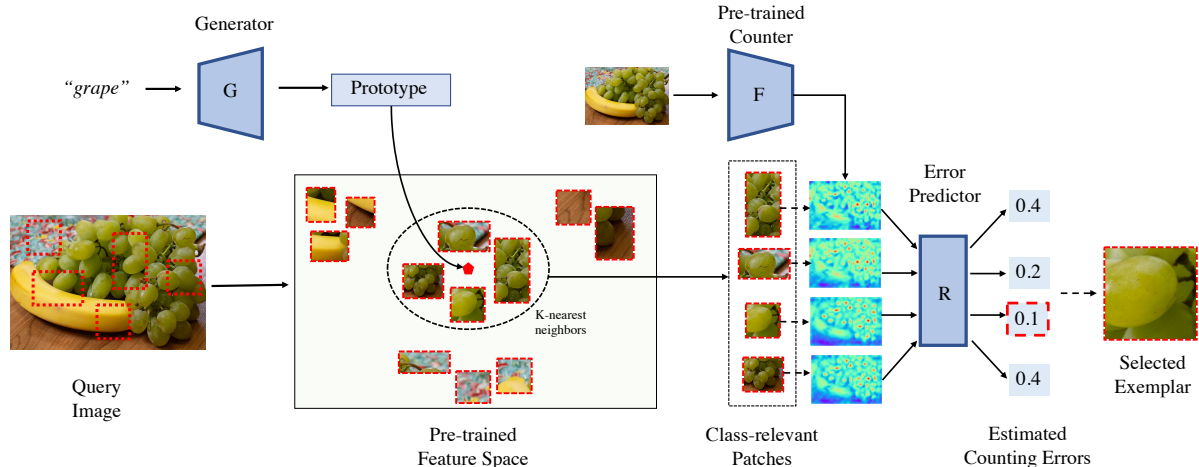 Generator
"grape"
G
Prototype
Pre-trained
Counter
F
Query
Image
K-nearest
neighbors
Pre-trained
Feature Space
Class-relevant
Patches
Error
Predictor
R
0.4
0.2
0.1
0.4
Estimated
Counting Errors
Selected
Exemplar